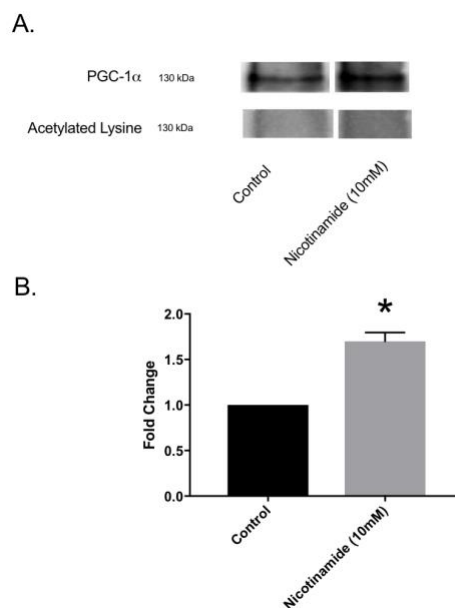 A.
PGC-1α 130 kDa
Acetylated Lysine 130 kDa
Control
Nicotinamide (10mM)
B.
*
2.0
1.5
1.0
0.5
0.0
Fold Change
Control
Nicotinamide (10mM)